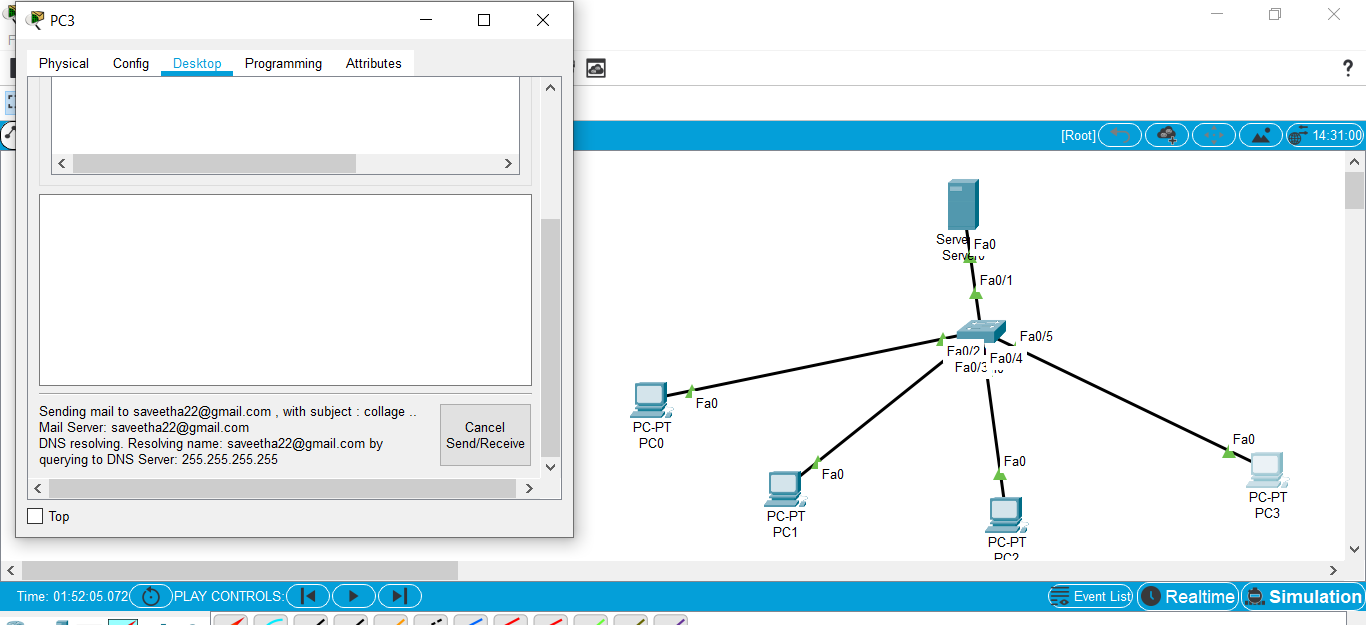 PC3
Physical Config Desktop Programming Attributes
?
[Root] 14:31:00
Sending mail to saveetha22@gmail.com , with subject : collage ..
Mail Server: saveetha22@gmail.com
DNS resolving. Resolving name: saveetha22@gmail.com by
querying to DNS Server: 255.255.255.255
Cancel
Send/Receive
Top
Fa0
Fa0/1
Fa0/5
Fa0/2
Fa0/4
Fa0/3
Fa0
PC-PT
PC0
Fa0
PC-PT
PC1
Fa0
PC-PT
PC2
Fa0
PC-PT
PC3
Time: 01:52:05.072 PLAY CONTROLS:
Event List Realtime Simulation